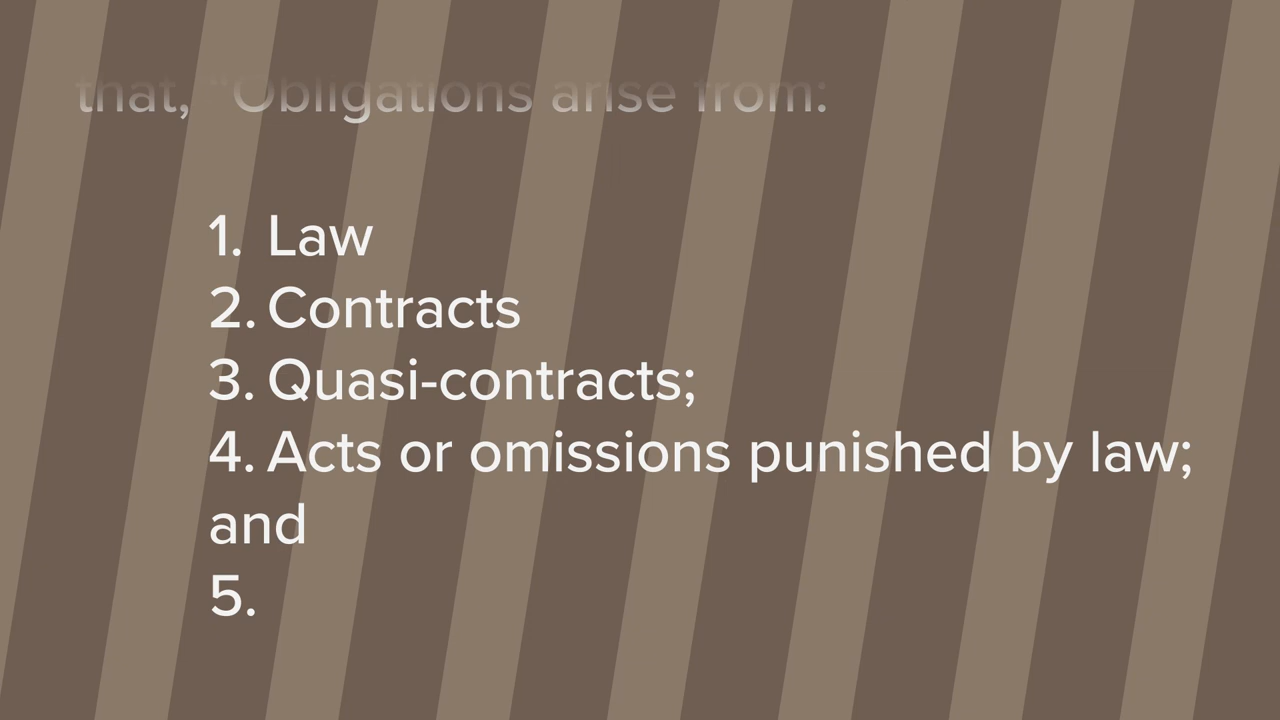 that, “Obligations arise from:
1. Law
2. Contracts
3. Quasi-contracts;
4. Acts or omissions punished by law;
and
5.